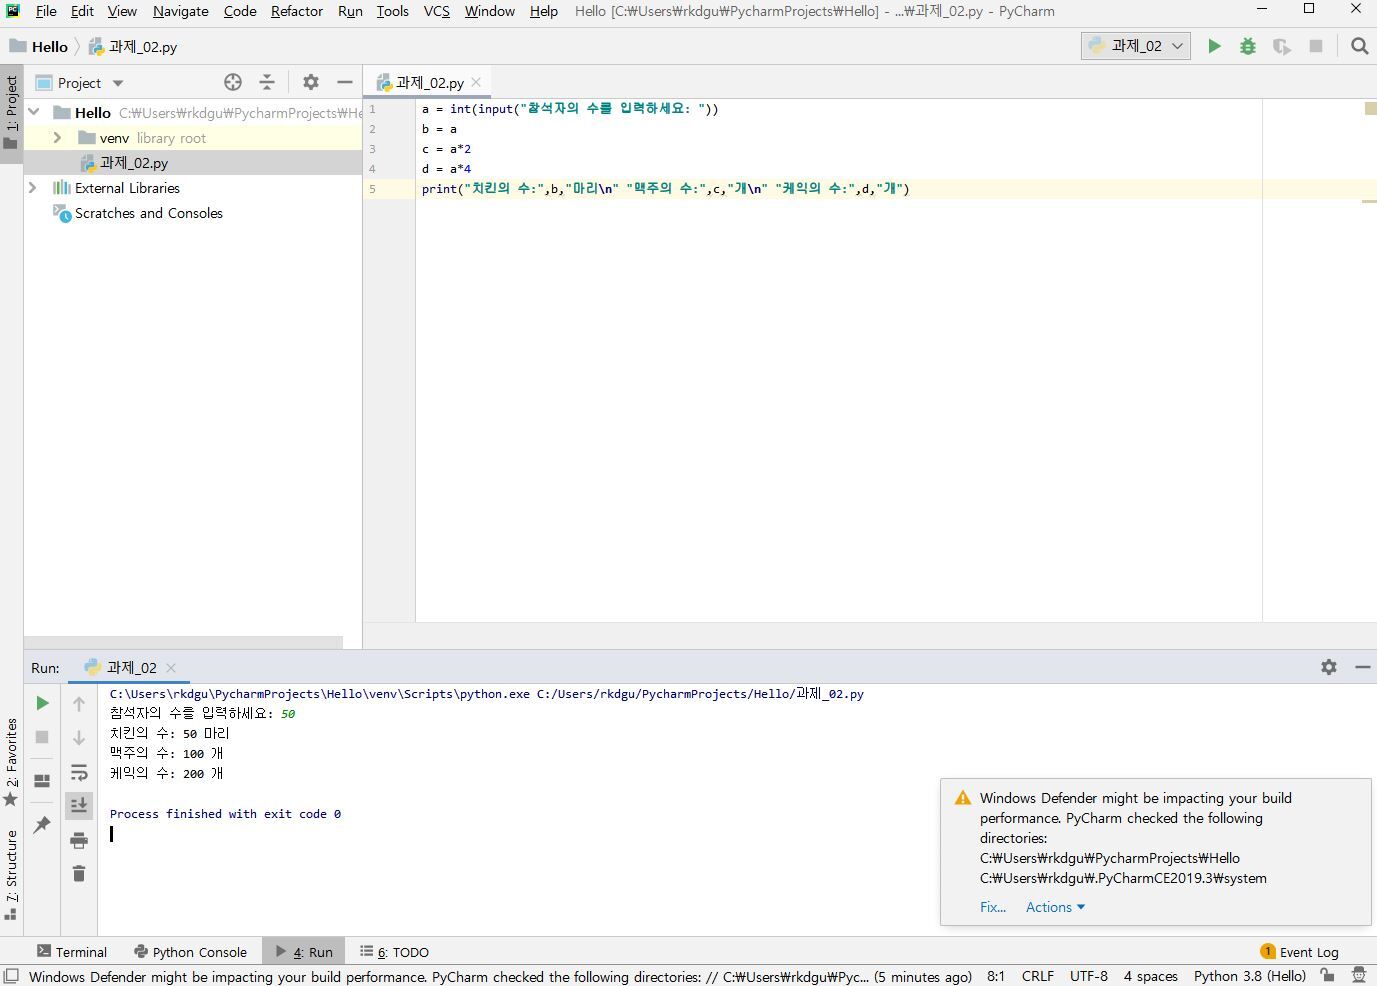 File Edit View Navigate Code Refactor Run Tools VCS Window Help Hello [C:₩Users₩rkdgu₩PycharmProjects₩Hello] - ...₩과제_02.py - PyCharm
Hello 과제_02.py
과제_02
Project
과제_02.py
1: Project
Hello C:₩Users₩rkdgu₩PycharmProjects₩He
venv library root
과제_02.py
External Libraries
Scratches and Consoles
1 a = int(input("참석자의 수를 입력하세요: "))
2 b = a
3 c = a*2
4 d = a*4
5 print("치킨의 수:",b,"마리\n" "맥주의 수:",c,"개\n" "케익의 수:",d,"개")
Run: 과제_02
C:\Users\rkdgu\PycharmProjects\Hello\venv\Scripts\python.exe C:/Users/rkdgu/PycharmProjects/Hello/과제_02.py
참석자의 수를 입력하세요: 50
치킨의 수: 50 마리
맥주의 수: 100 개
케익의 수: 200 개
Process finished with exit code 0
2: Favorites
7: Structure
Windows Defender might be impacting your build
performance. PyCharm checked the following
directories:
C:₩Users₩rkdgu₩PycharmProjects₩Hello
C:₩Users₩rkdgu₩.PyCharmCE2019.3₩system
Fix... Actions
Terminal Python Console 4: Run 6: TODO 1 Event Log
Windows Defender might be impacting your build performance. PyCharm checked the following directories: // C:₩Users₩rkdgu₩Pyc... (5 minutes ago) 8:1 CRLF UTF-8 4 spaces Python 3.8 (Hello)